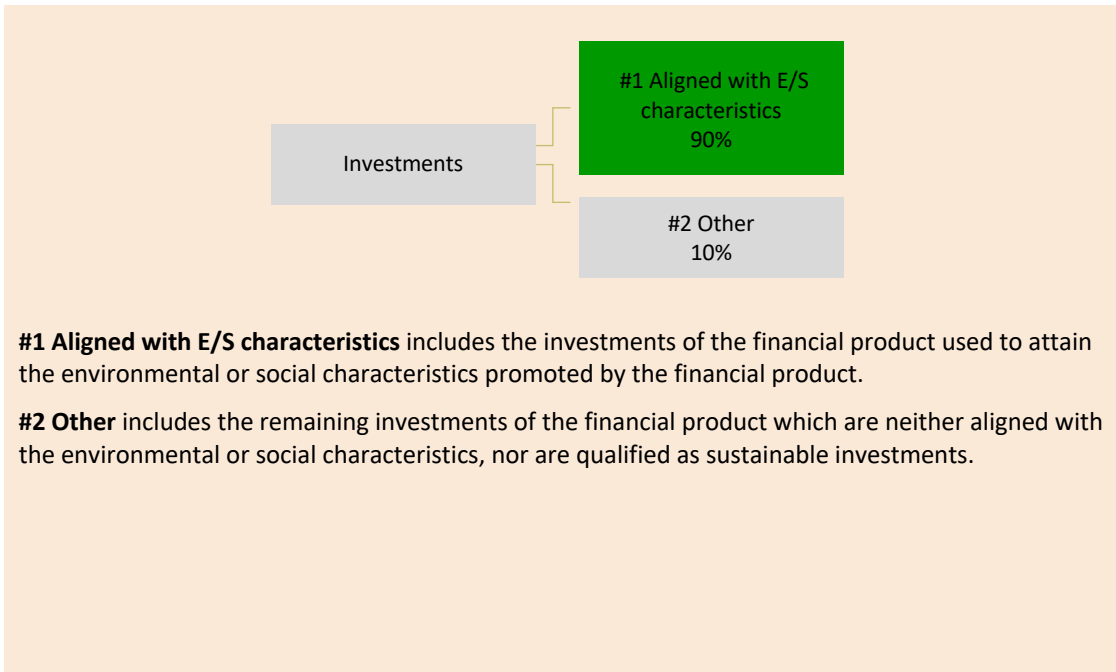 #1 Aligned with E/S
characteristics
90%
Investments
#2 Other
10%
#1 Aligned with E/S characteristics includes the investments of the financial product used to attain
the environmental or social characteristics promoted by the financial product.
#2 Other includes the remaining investments of the financial product which are neither aligned with
the environmental or social characteristics, nor are qualified as sustainable investments.